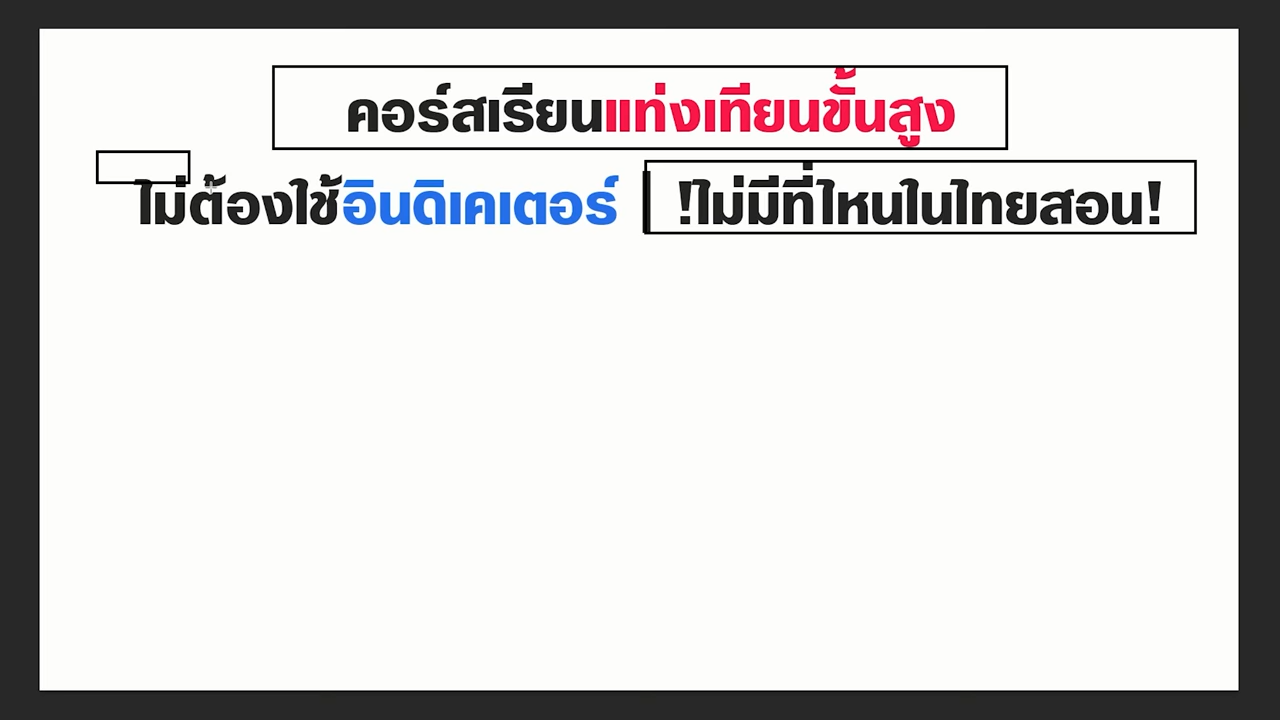 คอร์สเรียนแท่งเทียนขั้นสูง
ไม่ต้องใช้อินดิเคเตอร์ !ไม่มีที่ไหนในไทยสอน!